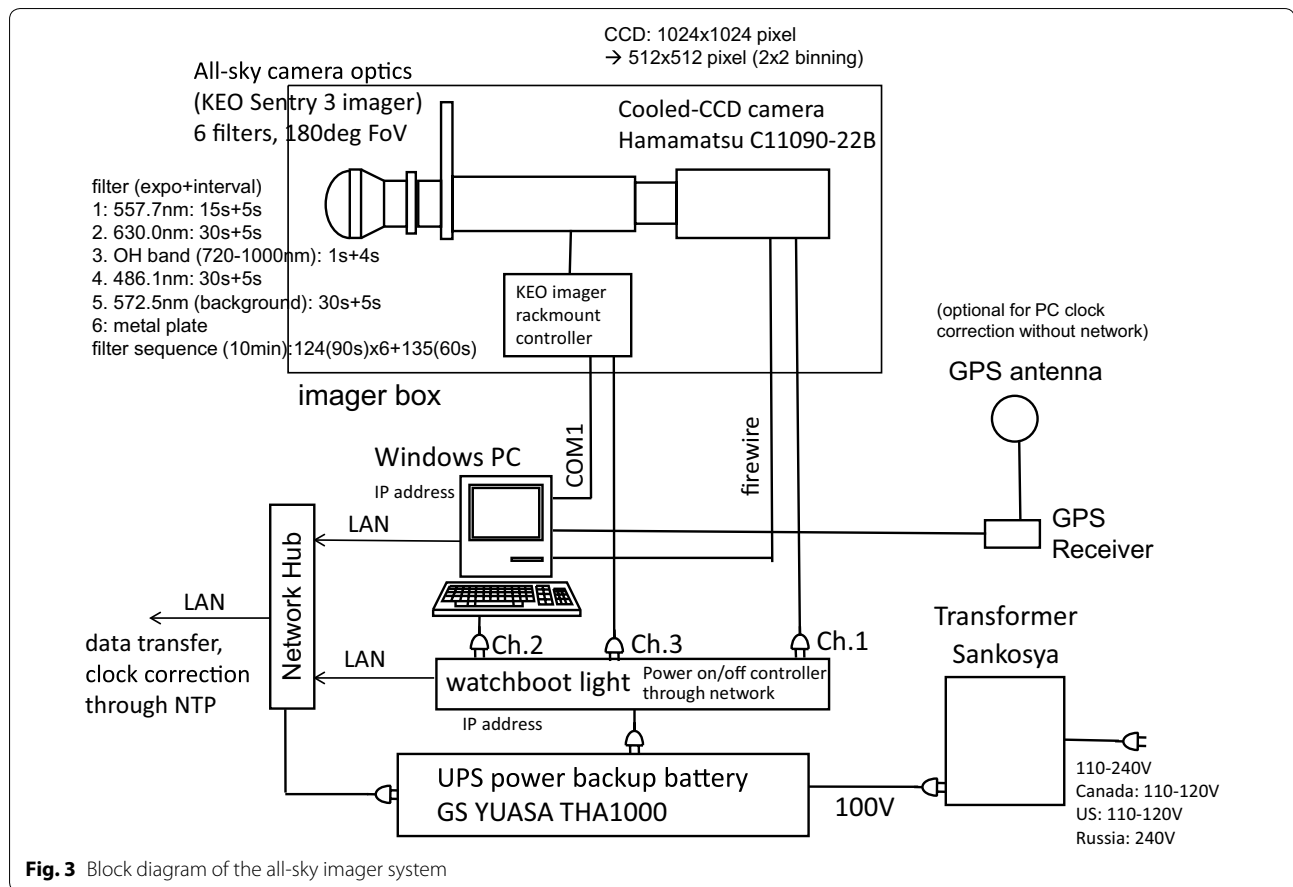 CCD: 1024x1024 pixel
→ 512x512 pixel (2x2 binning)
All-sky camera optics
(KEO Sentry 3 imager)
6 filters, 180deg FoV
Cooled-CCD camera
Hamamatsu C11090-22B
filter (expo+interval)
1: 557.7nm: 15s+5s
2. 630.0nm: 30s+5s
3. OH band (720-1000nm): 1s+4s
4. 486.1nm: 30s+5s
5. 572.5nm (background): 30s+5s
6: metal plate
filter sequence (10min):124(90s)x6+135(60s)
KEO imager
rackmount
controller
imager box
(optional for PC clock
correction without network)
GPS antenna
COM1
firewire
Windows PC
IP address
LAN
Network Hub
GPS
Receiver
LAN
data transfer,
clock correction
through NTP
LAN
Ch.2
Ch.3
Ch.1
watchboot light
Power on/off controller
through network
IP address
Transformer
Sankosya
UPS power backup battery
GS YUASA THA1000
100V
110-240V
Canada: 110-120V
US: 110-120V
Russia: 240V
Fig. 3 Block diagram of the all-sky imager system